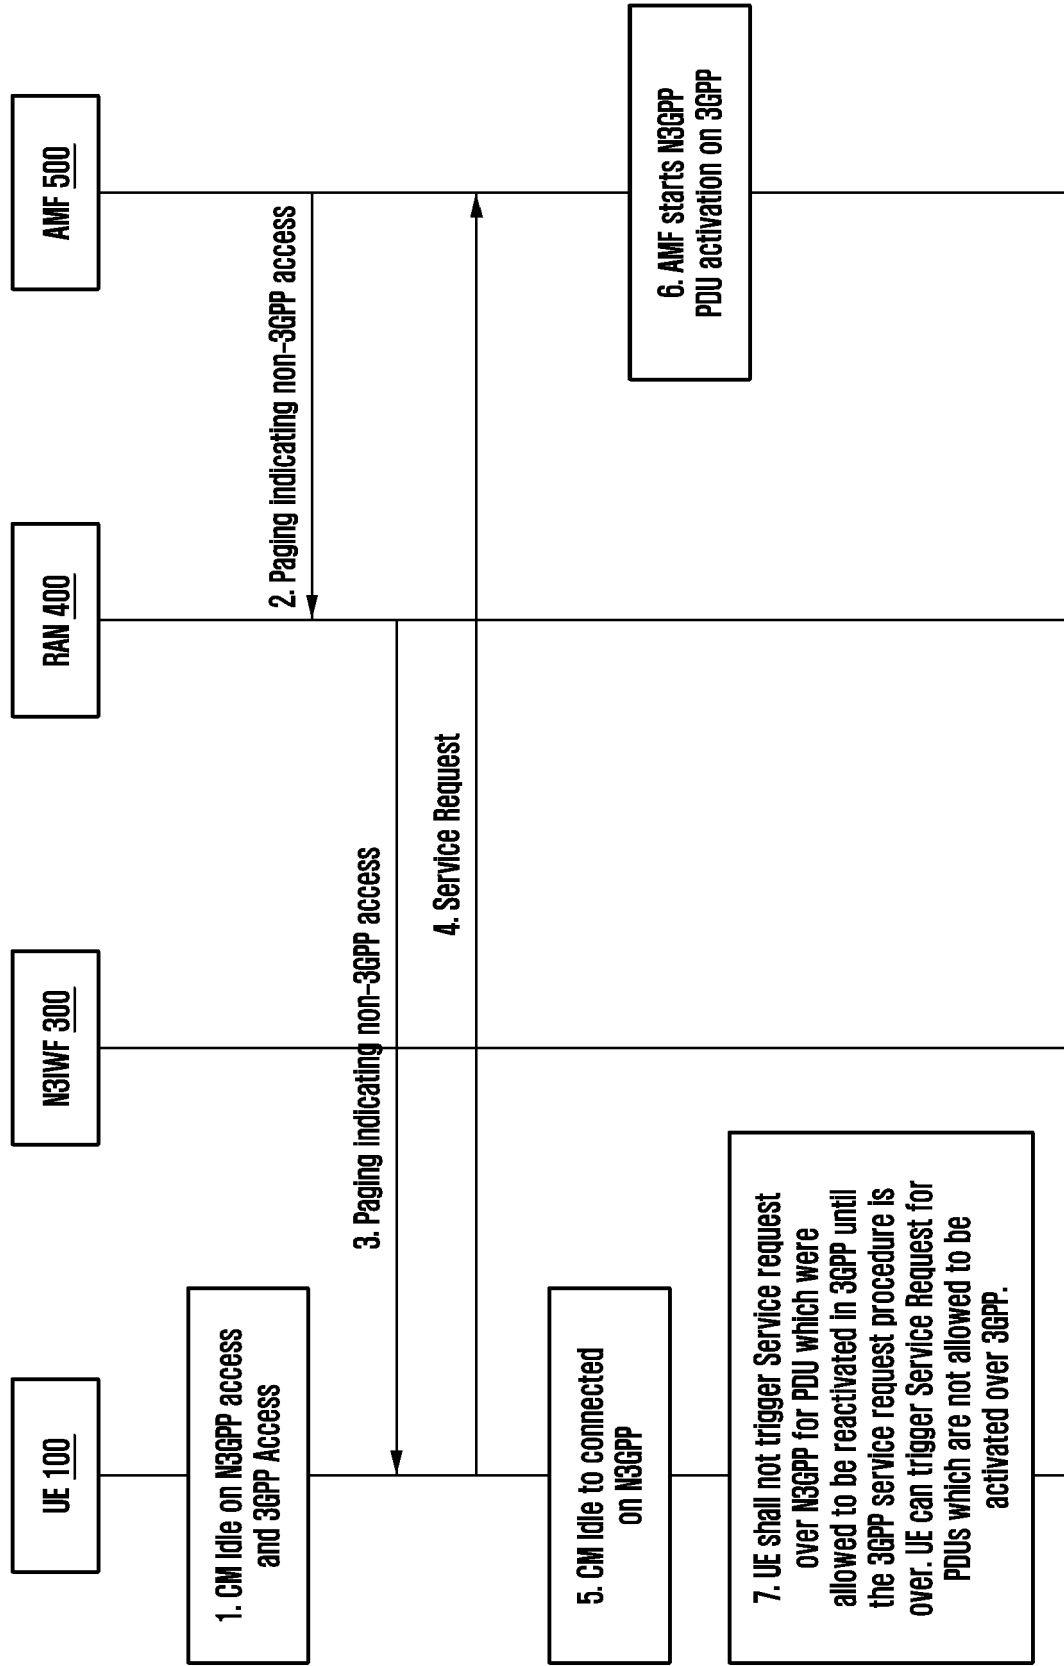 UE 100
N3IWF 300
RAN 400
AMF 500
1. CM Idle on N3GPP access
and 3GPP Access
2. Paging indicating non-3GPP access
3. Paging indicating non-3GPP access
4. Service Request
5. CM Idle to connected
on N3GPP
6. AMF starts N3GPP
PDU activation on 3GPP
7. UE shall not trigger Service request
over N3GPP for PDU which were
allowed to be reactivated in 3GPP until
the 3GPP service request procedure is
over. UE can trigger Service Request for
PDUs which are not allowed to be
activated over 3GPP.